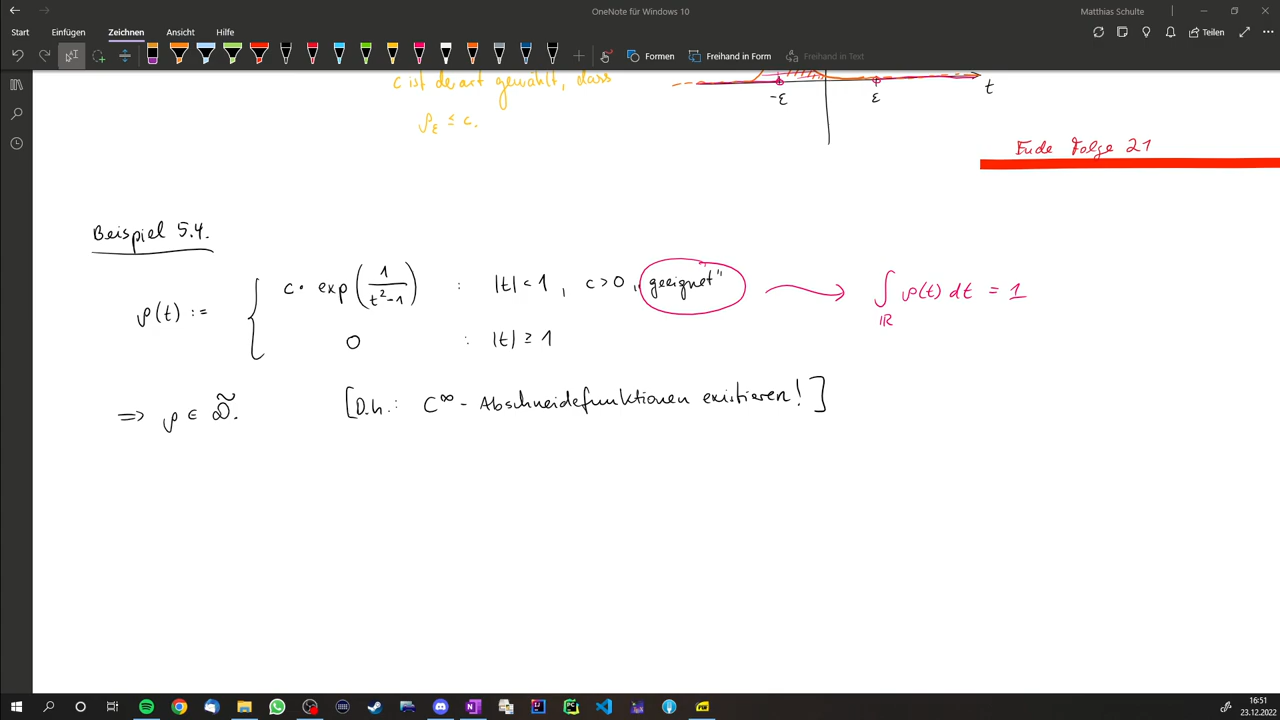 OneNote für Windows 10
Matthias Schulte
Start Einfügen Zeichnen Ansicht Hilfe
Teilen
Formen Freihand in Form Freihand in Text
c ist derart gewählt, dass
ρ_ε ≤ c.
-ε ε t
Ende Folge 21
Beispiel 5.4.
ρ(t) := { c · exp(1/(t²-1)) : |t| < 1, c > 0 „geeignet" ⟶ ∫_ℝ ρ(t) dt = 1
0 : |t| ≥ 1
⟹ ρ ∈ 𝒟̃. [D.h.: C^∞ - Abschneidefunktionen existieren!]
16:51
23.12.2022